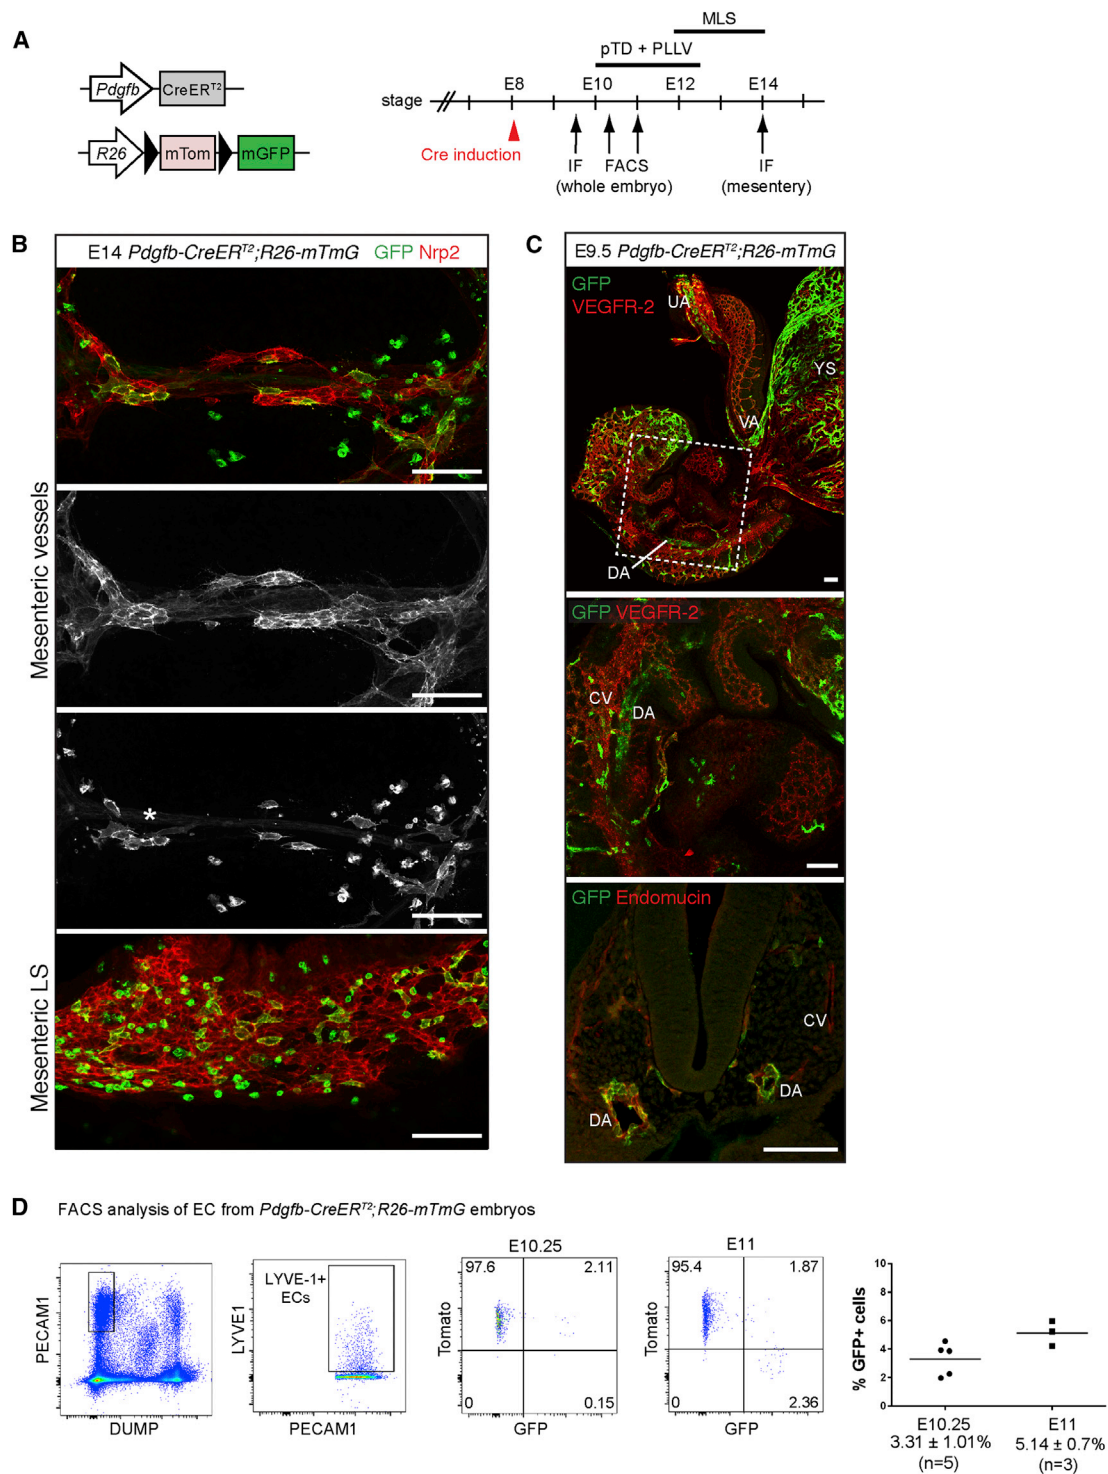 A
Pdgfb
CreERT2
R26
mTom
mGFP
MLS
pTD + PLLV
E8
E10
E12
E14
stage
Cre induction
IF
FACS
(whole embryo)
IF
(mesentery)
B
E14 Pdgfb-CreERT2;R26-mTmG GFP Nrp2
Mesenteric vessels
*
Mesenteric LS
C
E9.5 Pdgfb-CreERT2;R26-mTmG
GFP
VEGFR-2
UA
YS
VA
DA
GFP VEGFR-2
CV
DA
GFP Endomucin
CV
DA
DA
D
FACS analysis of EC from Pdgfb-CreERT2;R26-mTmG embryos
PECAM1
DUMP
LYVE-1+
ECs
LYVE1
PECAM1
E10.25
97.6
2.11
Tomato
0
0.15
GFP
E11
95.4
1.87
Tomato
0
2.36
GFP
% GFP+ cells
10
8
6
4
2
0
E10.25
3.31 ± 1.01%
(n=5)
E11
5.14 ± 0.7%
(n=3)